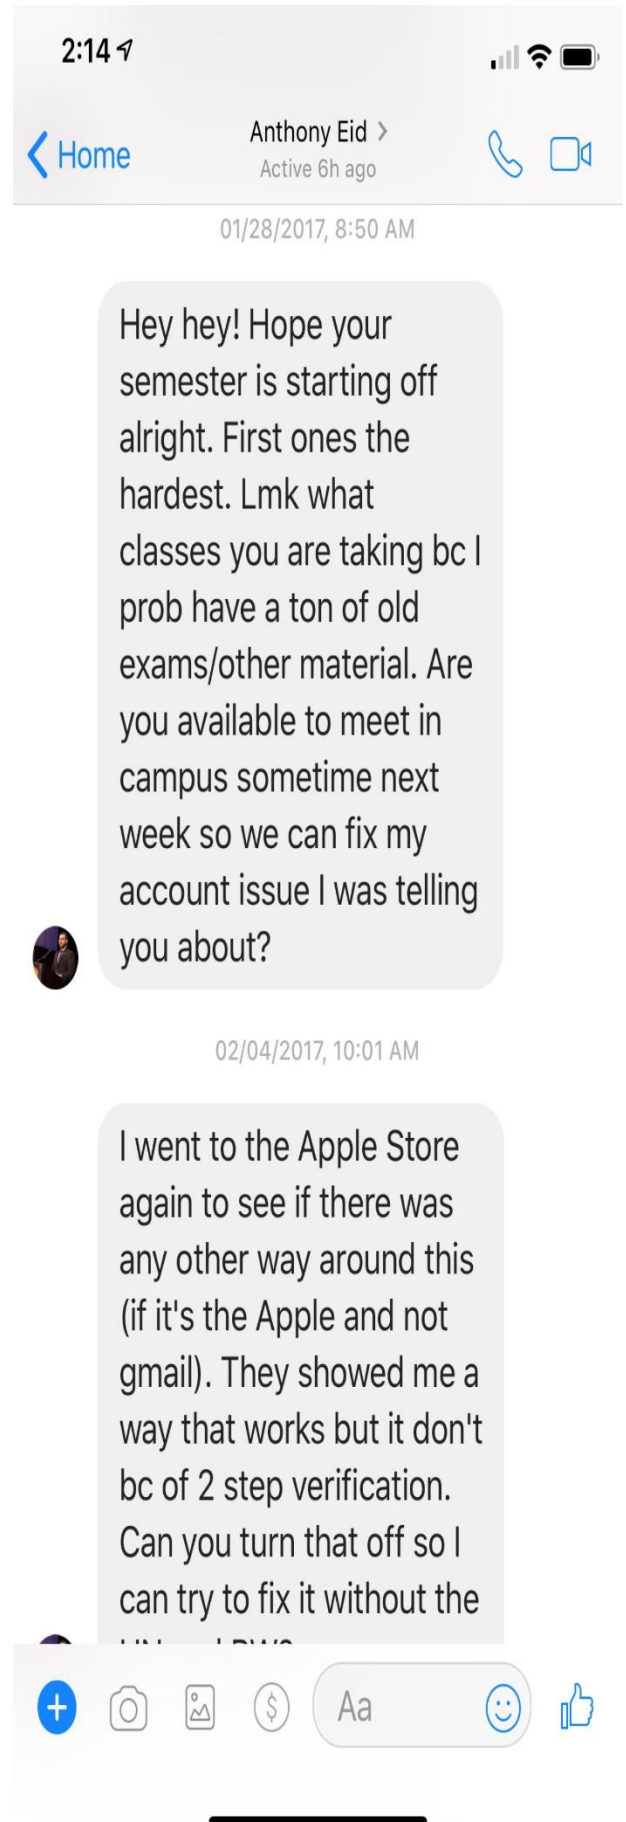 2:14
Home
Anthony Eid >
Active 6h ago
01/28/2017, 8:50 AM
Hey hey! Hope your
semester is starting off
alright. First ones the
hardest. Lmk what
classes you are taking bc I
prob have a ton of old
exams/other material. Are
you available to meet in
campus sometime next
week so we can fix my
account issue I was telling
you about?
02/04/2017, 10:01 AM
I went to the Apple Store
again to see if there was
any other way around this
(if it's the Apple and not
gmail). They showed me a
way that works but it don't
bc of 2 step verification.
Can you turn that off so I
can try to fix it without the
Aa